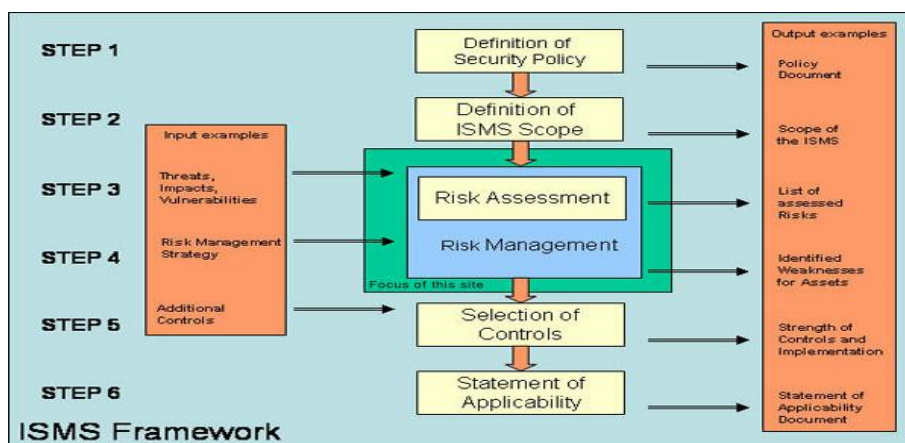 STEP 1
Definition of
Security Policy
Output examples
Policy
Document
STEP 2
Definition of
ISMS Scope
Scope of
the ISMS
Input examples
STEP 3
Threats,
Impacts,
Vulnerabilities
Risk Assessment
List of
assessed
Risks
STEP 4
Risk Management
Strategy
Risk Management
Focus of this site
Identified
Weaknesses
for Assets
STEP 5
Additional
Controls
Selection of
Controls
Strength of
Controls and
Implementation
STEP 6
Statement of
Applicability
Statement of
Applicability
Document
ISMS Framework